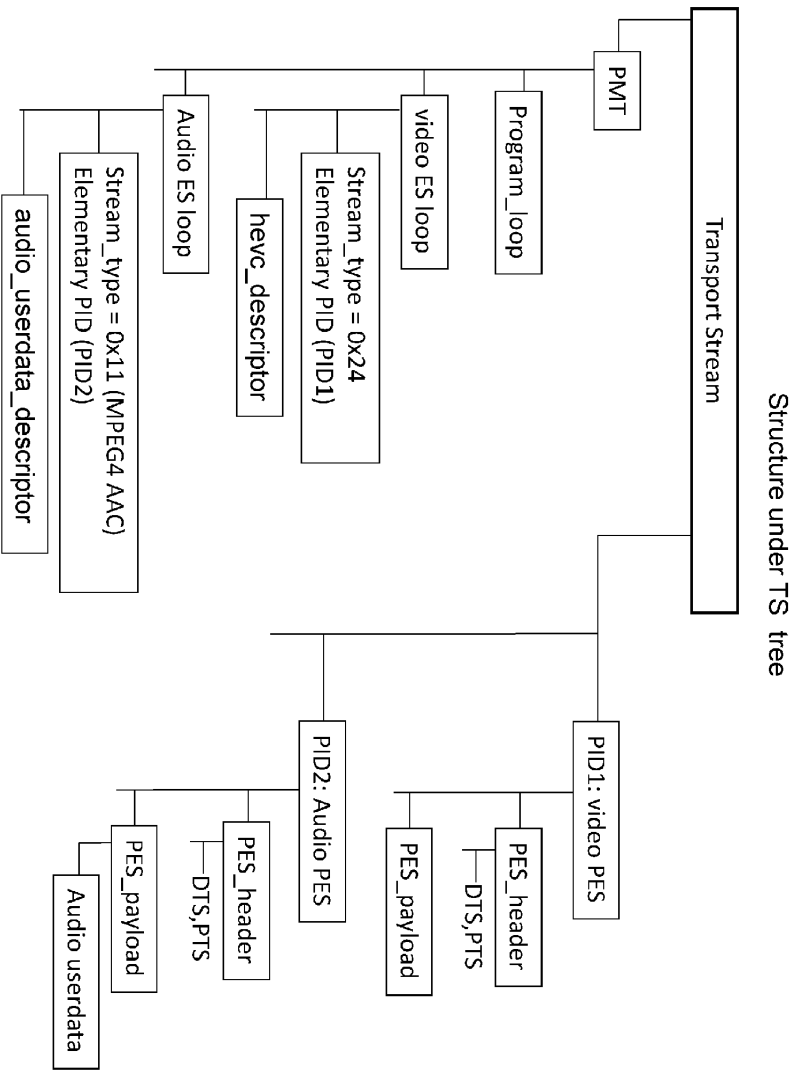 Structure under TS tree
Transport Stream
PMT
Program_loop
video ES loop
Stream_type = 0x24
Elementary PID (PID1)
hevc_descriptor
Audio ES loop
Stream_type = 0x11 (MPEG4 AAC)
Elementary PID (PID2)
audio_userdata_descriptor
PID1: video PES
PES_header
DTS,PTS
PES_payload
PID2: Audio PES
PES_header
DTS,PTS
PES_payload
Audio userdata